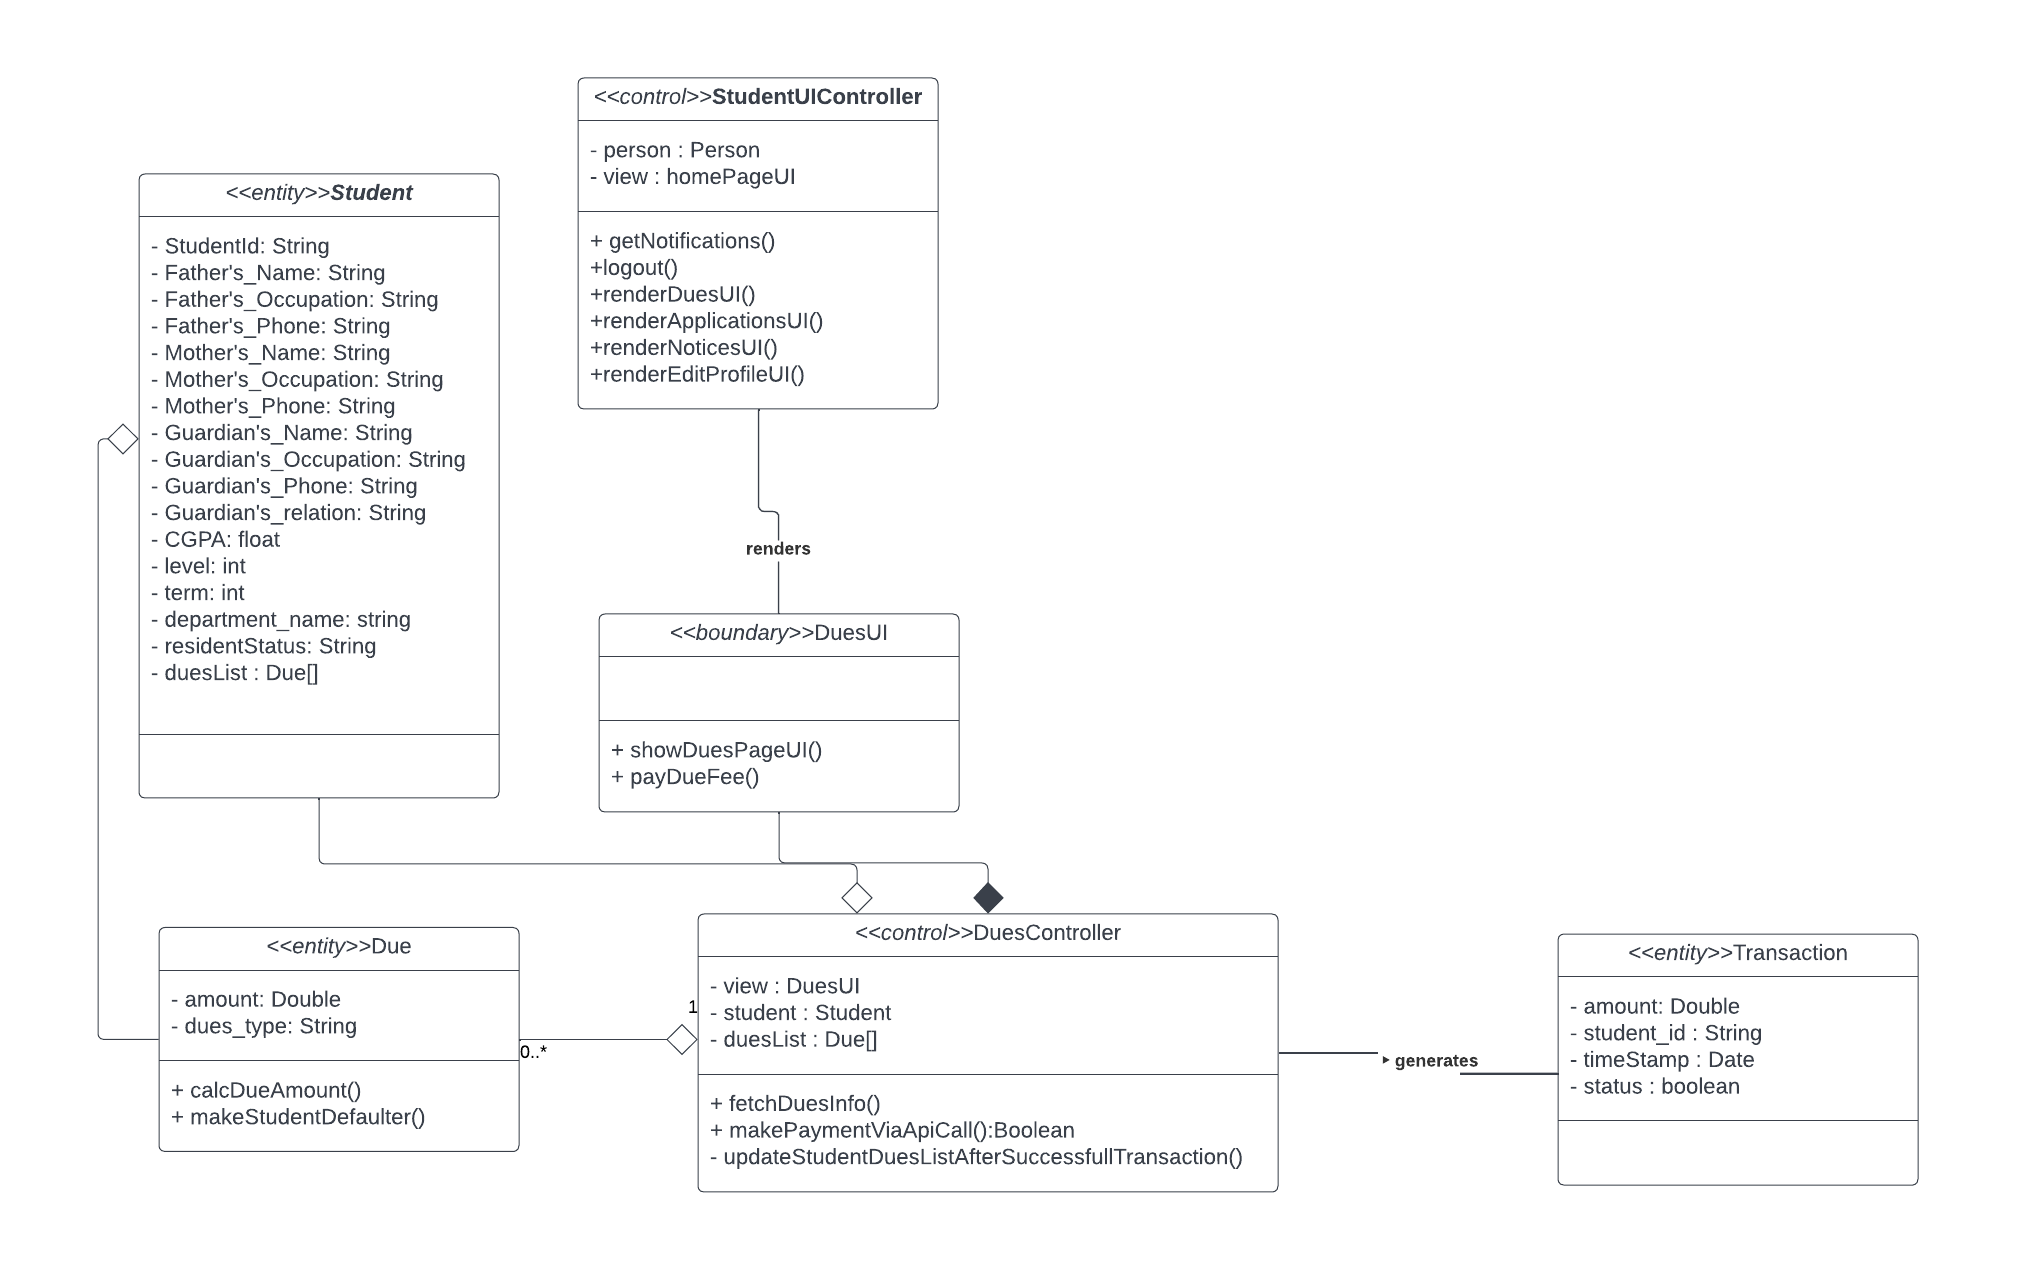 <<control>>StudentUIController
- person : Person
- view : homePageUI
+ getNotifications()
+logout()
+renderDuesUI()
+renderApplicationsUI()
+renderNoticesUI()
+renderEditProfileUI()
<<entity>>Student
- StudentId: String
- Father's_Name: String
- Father's_Occupation: String
- Father's_Phone: String
- Mother's_Name: String
- Mother's_Occupation: String
- Mother's_Phone: String
- Guardian's_Name: String
- Guardian's_Occupation: String
- Guardian's_Phone: String
- Guardian's_relation: String
- CGPA: float
- level: int
- term: int
- department_name: string
- residentStatus: String
- duesList : Due[]
renders
<<boundary>>DuesUI
+ showDuesPageUI()
+ payDueFee()
<<entity>>Due
- amount: Double
- dues_type: String
+ calcDueAmount()
+ makeStudentDefaulter()
0..*
1
<<control>>DuesController
- view : DuesUI
- student : Student
- duesList : Due[]
+ fetchDuesInfo()
+ makePaymentViaApiCall():Boolean
- updateStudentDuesListAfterSuccessfullTransaction()
generates
<<entity>>Transaction
- amount: Double
- student_id : String
- timeStamp : Date
- status : boolean